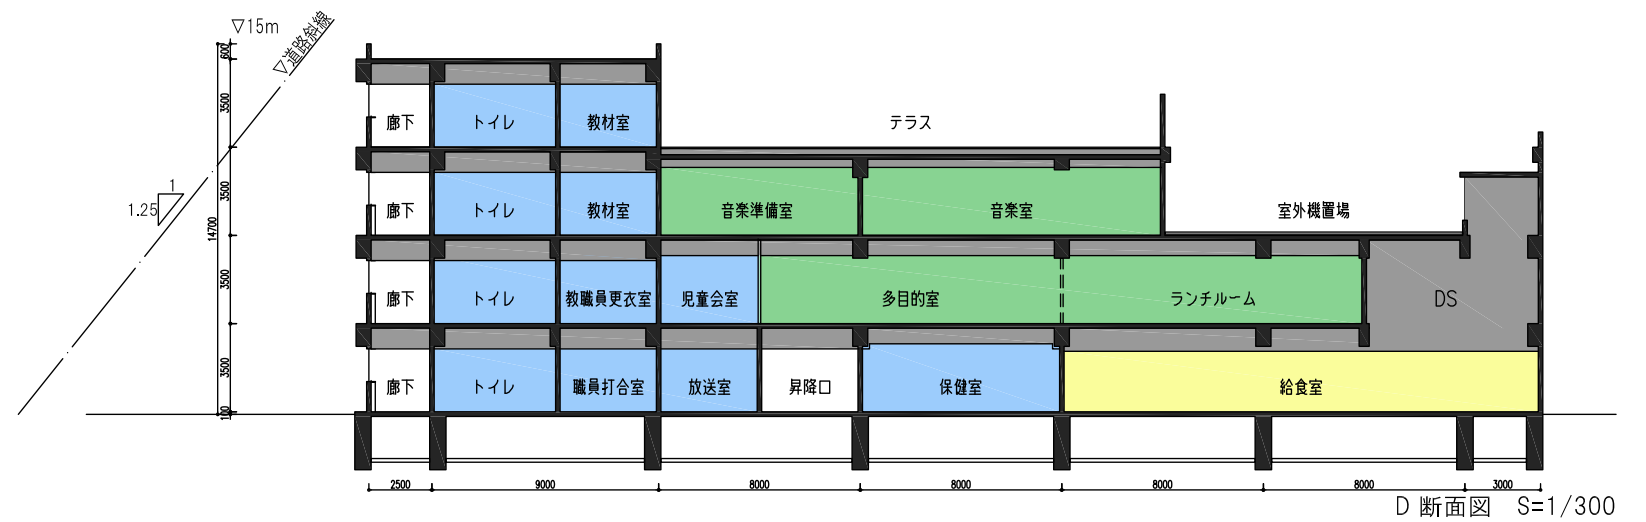 ▽15m
▽道路斜線
600
3500
3500
14700
3500
3500
100
1
1.25
廊下 トイレ 教材室 テラス
廊下 トイレ 教材室 音楽準備室 音楽室 室外機置場
廊下 トイレ 教職員更衣室 児童会室 多目的室 ランチルーム DS
廊下 トイレ 職員打合室 放送室 昇降口 保健室 給食室
2500 9000 8000 8000 8000 8000 3000
D 断面図 S=1/300